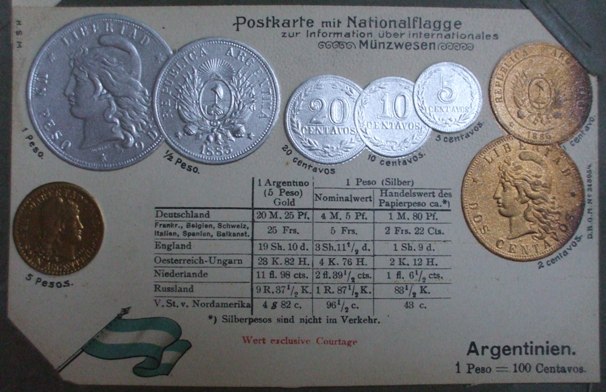 Postkarte mit Nationalflagge
zur Information über internationales
Münzwesen
W S H
LIBERTAD
1 Peso.
REPUBLICA ARGENTINA
1883
½ Peso.
20
CENTAVOS
20 centavos
10
CENTAVOS
10 centavos.
5
CENTAVOS
5 centavos.
REPUBLICA ARGENTINA
1 centavo.
LIBERTAD
DOS CENTAVOS
2 centavos.
D.R.G.M.
5 Pesos.
1 Argentino (5 Peso) Gold | 1 Peso (Silber)
Nominalwert | Handelswert des Papierpeso ca.*)
Deutschland 20 M. 25 Pf. 4 M. 5 Pf. 1 M. 80 Pf.
Frankr., Belgien, Schweiz, Italien, Spanien, Balkanst. 25 Frs. 5 Frs. 2 Frs. 22 Cts.
England 19 Sh. 10 d. 3 Sh. 11½ d. 1 Sh. 9 d.
Oesterreich-Ungarn 23 K. 82 H. 4 K. 76 H. 2 K. 12 H.
Niederlande 11 fl. 98 cts. 2 fl. 39½ cts. 1 fl. 6½ cts.
Russland 9 R. 37½ K. 1 R. 87½ K. 83½ K.
V. St. v. Nordamerika 4 $ 82 c. 96½ c. 43 c.
*) Silberpesos sind nicht im Verkehr.
Wert exclusive Courtage
Argentinien.
1 Peso = 100 Centavos.